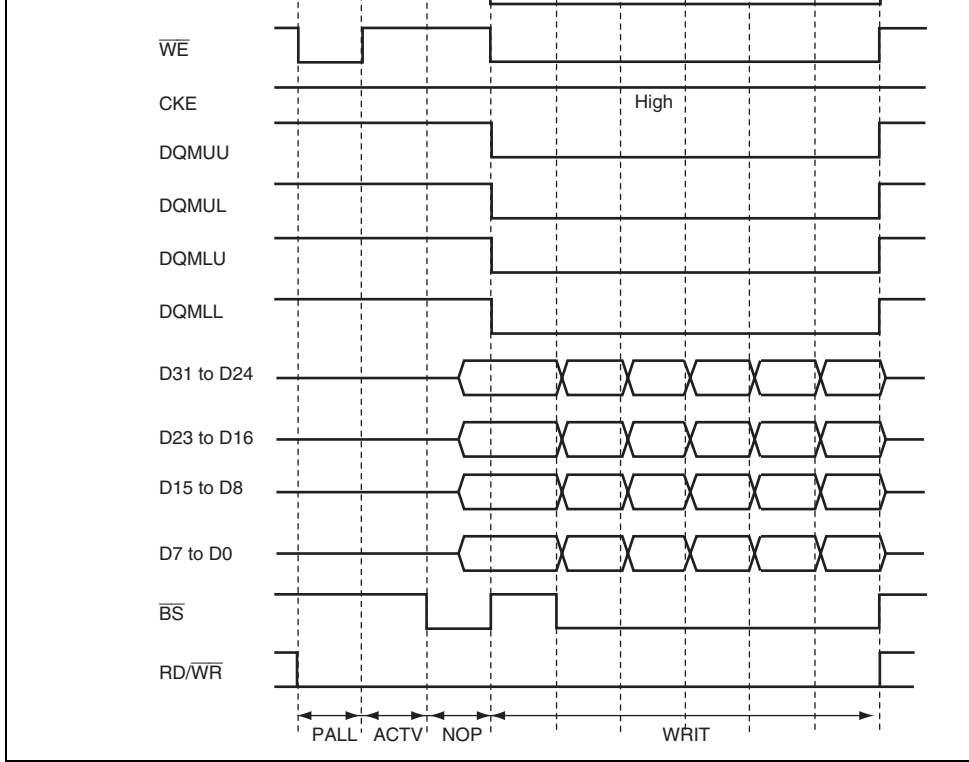 WE
CKE
High
DQMUU
DQMUL
DQMLU
DQMLL
D31 to D24
D23 to D16
D15 to D8
D7 to D0
BS
RD/WR
PALL ACTV NOP WRIT